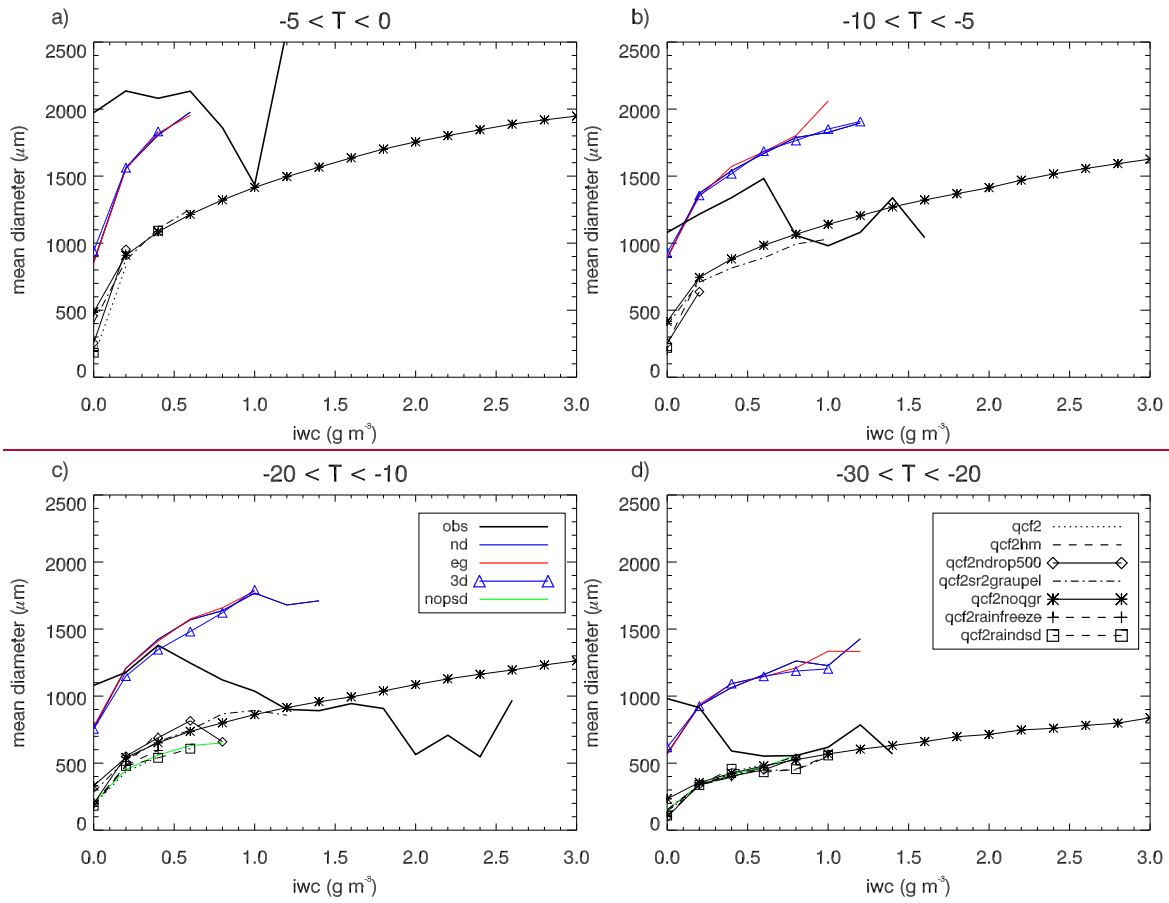 a) -5 < T < 0
2500
2000
1500
1000
500
0
mean diameter (μm)
0.0 0.5 1.0 1.5 2.0 2.5 3.0
iwc (g m-3)
b) -10 < T < -5
2500
2000
1500
1000
500
0
mean diameter (μm)
0.0 0.5 1.0 1.5 2.0 2.5 3.0
iwc (g m-3)
c) -20 < T < -10
2500
2000
1500
1000
500
0
mean diameter (μm)
obs
nd
eg
3d
nopsd
0.0 0.5 1.0 1.5 2.0 2.5 3.0
iwc (g m-3)
d) -30 < T < -20
2500
2000
1500
1000
500
0
mean diameter (μm)
qcf2
qcf2hm
qcf2ndrop500
qcf2sr2graupel
qcf2noqgr
qcf2rainfreeze
qcf2raindsd
0.0 0.5 1.0 1.5 2.0 2.5 3.0
iwc (g m-3)